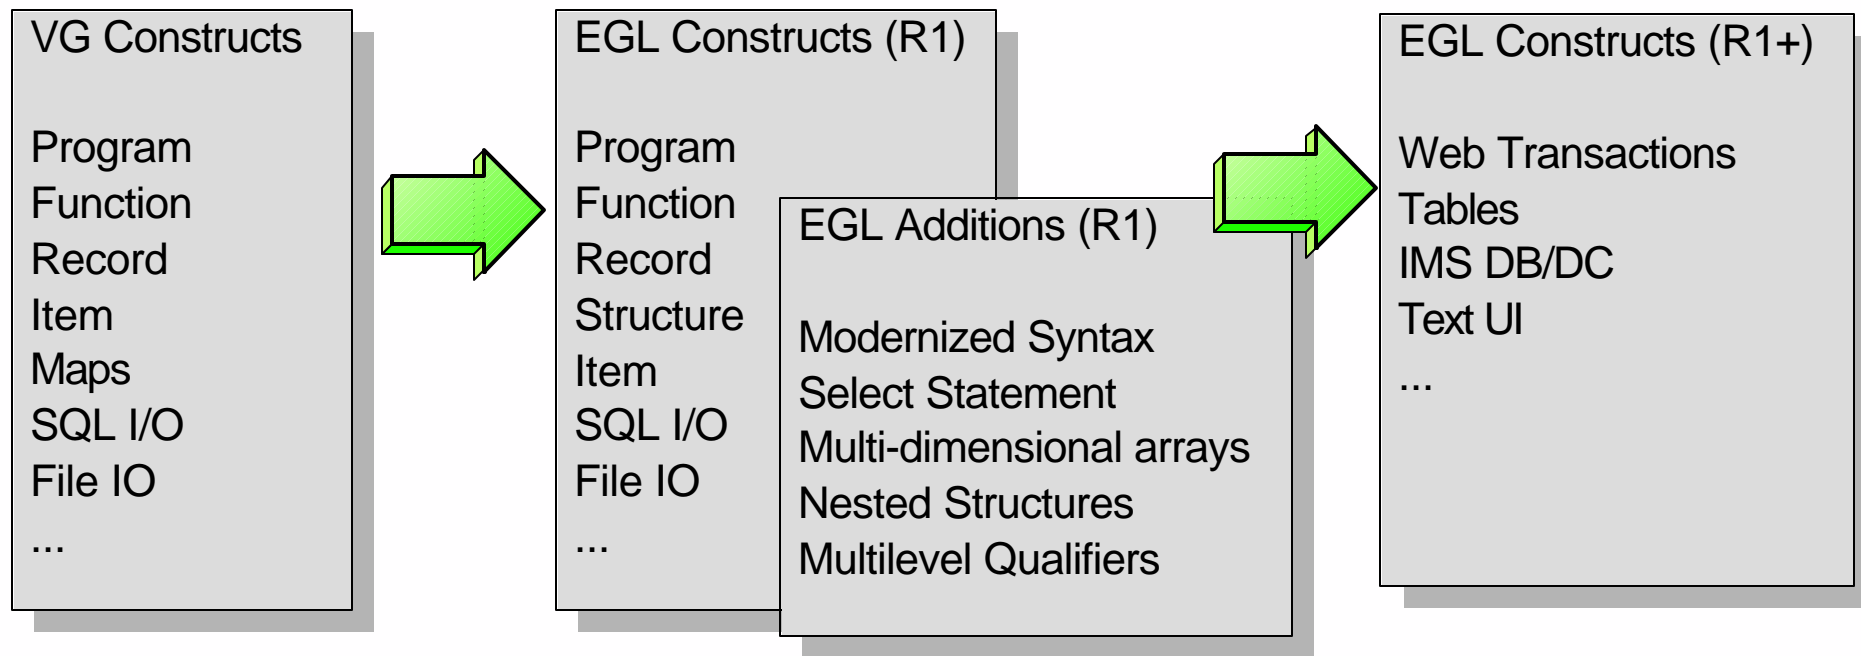 VG Constructs
Program
Function
Record
Item
Maps
SQL I/O
File IO
...
EGL Constructs (R1)
Program
Function
Record
Structure
Item
SQL I/O
File IO
...
EGL Additions (R1)
Modernized Syntax
Select Statement
Multi-dimensional arrays
Nested Structures
Multilevel Qualifiers
EGL Constructs (R1+)
Web Transactions
Tables
IMS DB/DC
Text UI
...